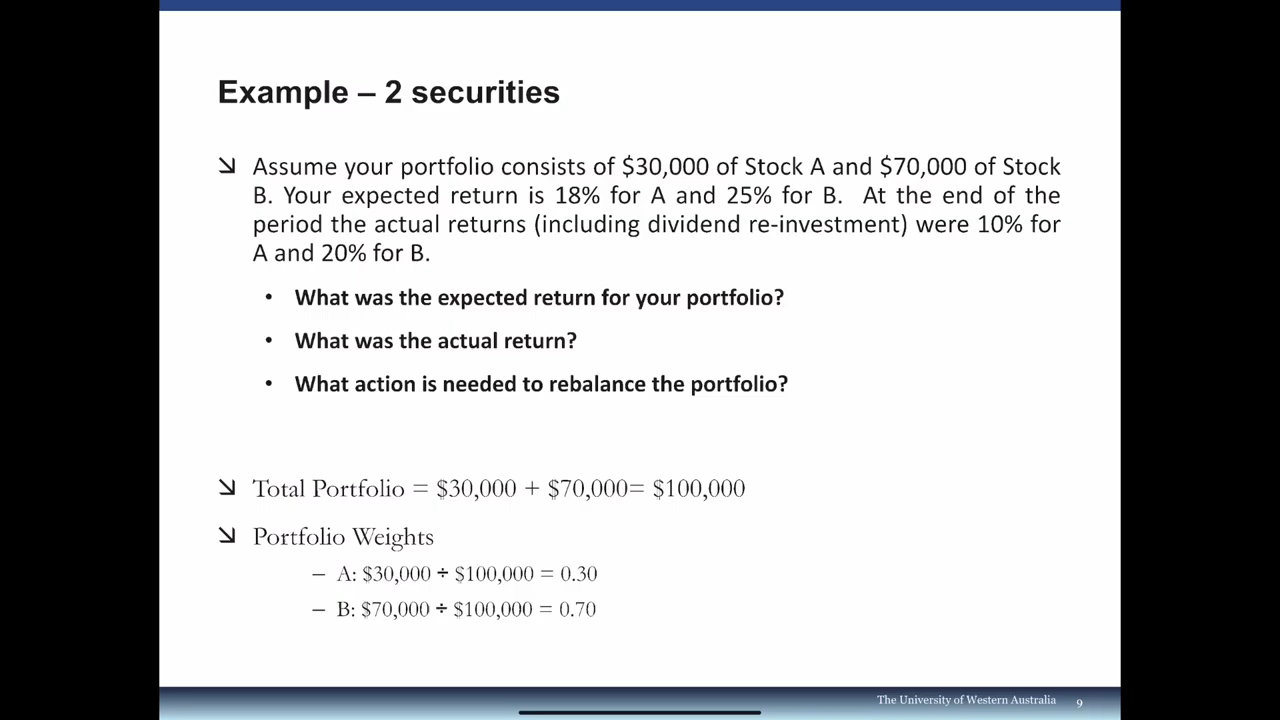 Example – 2 securities
Assume your portfolio consists of $30,000 of Stock A and $70,000 of Stock
B. Your expected return is 18% for A and 25% for B. At the end of the
period the actual returns (including dividend re-investment) were 10% for
A and 20% for B.
• What was the expected return for your portfolio?
• What was the actual return?
• What action is needed to rebalance the portfolio?
Total Portfolio = $30,000 + $70,000= $100,000
Portfolio Weights
– A: $30,000 ÷ $100,000 = 0.30
– B: $70,000 ÷ $100,000 = 0.70
The University of Western Australia 9